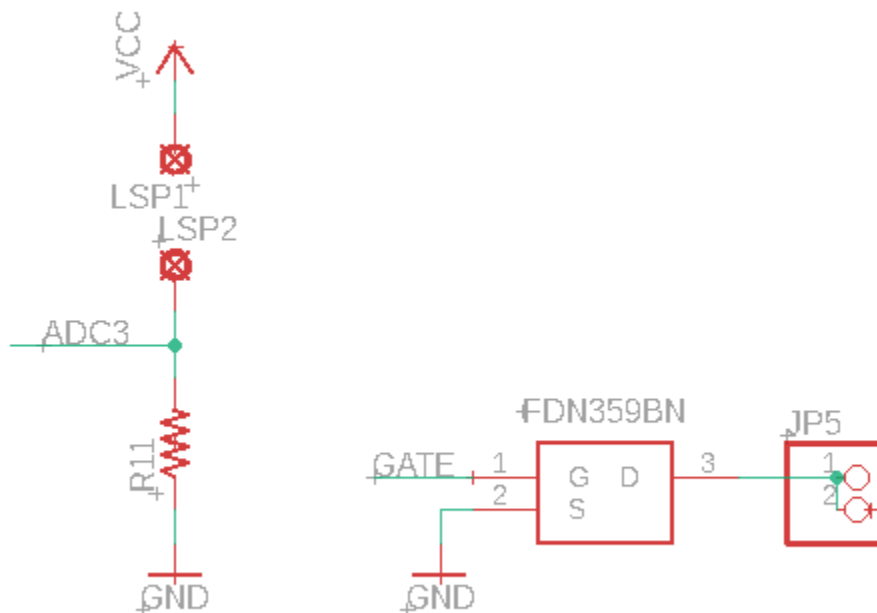 VCC
LSP1
LSP2
ADC3
R11
GND
FDN359BN
JP5
GATE
1
G D
3
1
2
S
2
GND